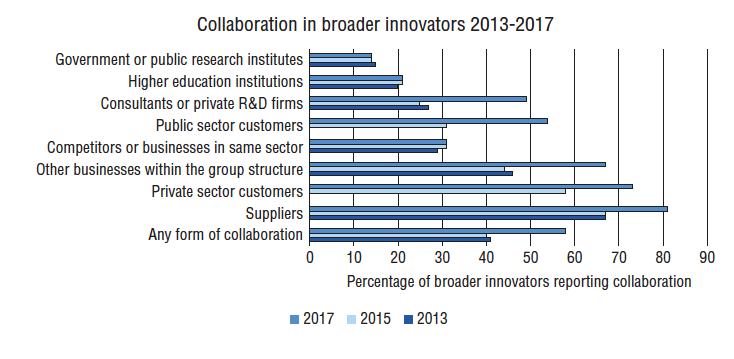 Collaboration in broader innovators 2013-2017
Government or public research institutes
Higher education institutions
Consultants or private R&D firms
Public sector customers
Competitors or businesses in same sector
Other businesses within the group structure
Private sector customers
Suppliers
Any form of collaboration
0 10 20 30 40 50 60 70 80 90
Percentage of broader innovators reporting collaboration
2017 2015 2013